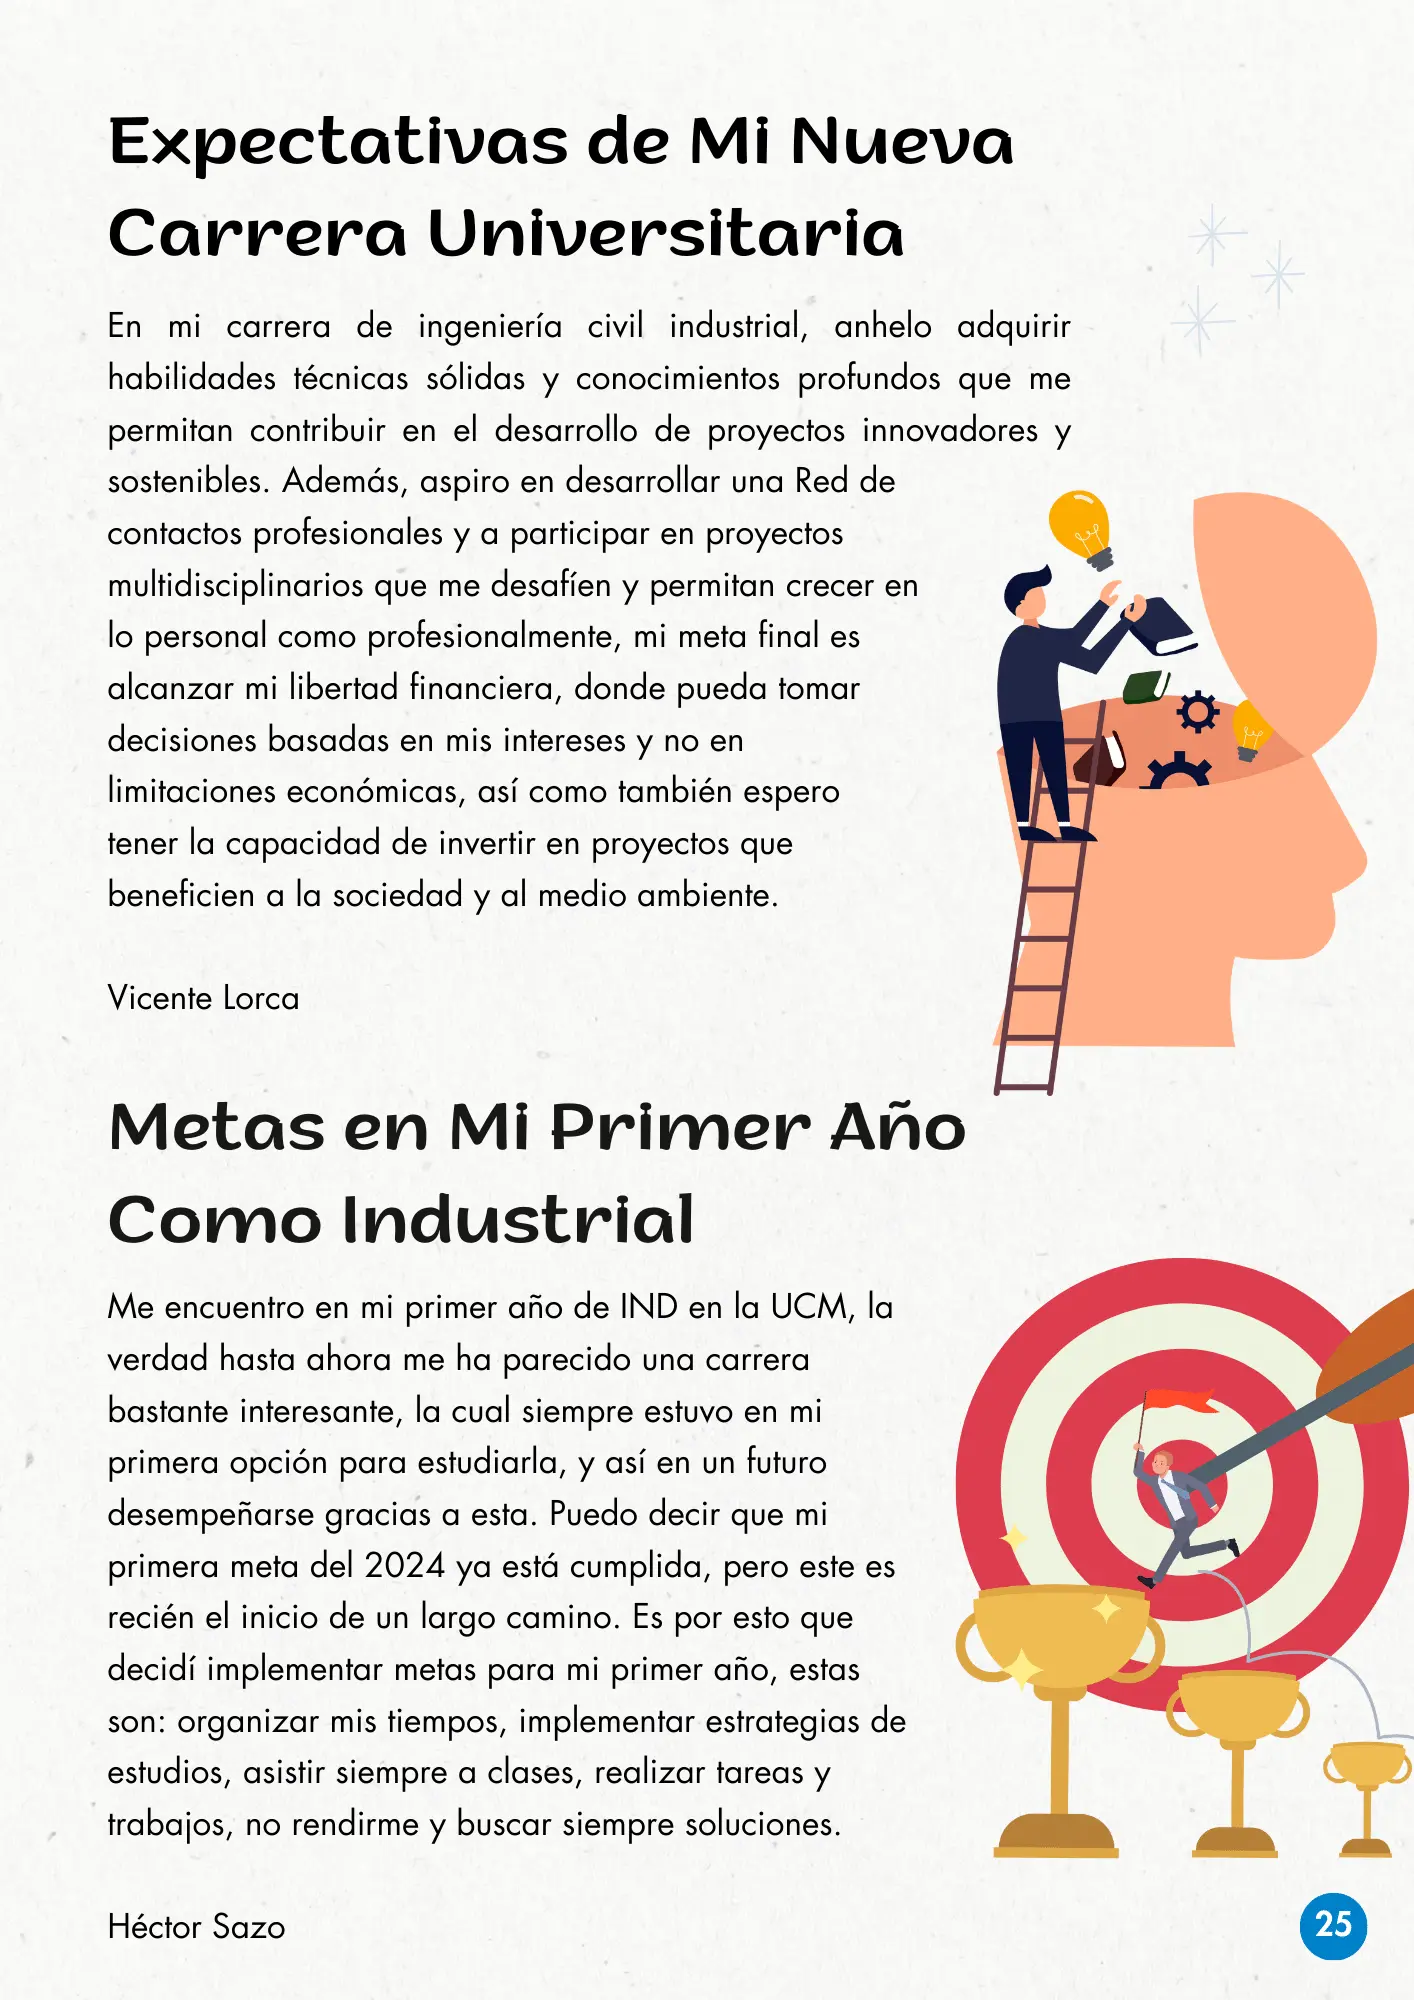 Expectativas de Mi Nueva
Carrera Universitaria
En mi carrera de ingeniería civil industrial, anhelo adquirir
habilidades técnicas sólidas y conocimientos profundos que me
permitan contribuir en el desarrollo de proyectos innovadores y
sostenibles. Además, aspiro en desarrollar una Red de
contactos profesionales y a participar en proyectos
multidisciplinarios que me desafíen y permitan crecer en
lo personal como profesionalmente, mi meta final es
alcanzar mi libertad financiera, donde pueda tomar
decisiones basadas en mis intereses y no en
limitaciones económicas, así como también espero
tener la capacidad de invertir en proyectos que
beneficien a la sociedad y al medio ambiente.
Vicente Lorca
Metas en Mi Primer Año
Como Industrial
Me encuentro en mi primer año de IND en la UCM, la
verdad hasta ahora me ha parecido una carrera
bastante interesante, la cual siempre estuvo en mi
primera opción para estudiarla, y así en un futuro
desempeñarse gracias a esta. Puedo decir que mi
primera meta del 2024 ya está cumplida, pero este es
recién el inicio de un largo camino. Es por esto que
decidí implementar metas para mi primer año, estas
son: organizar mis tiempos, implementar estrategias de
estudios, asistir siempre a clases, realizar tareas y
trabajos, no rendirme y buscar siempre soluciones.
Héctor Sazo
25